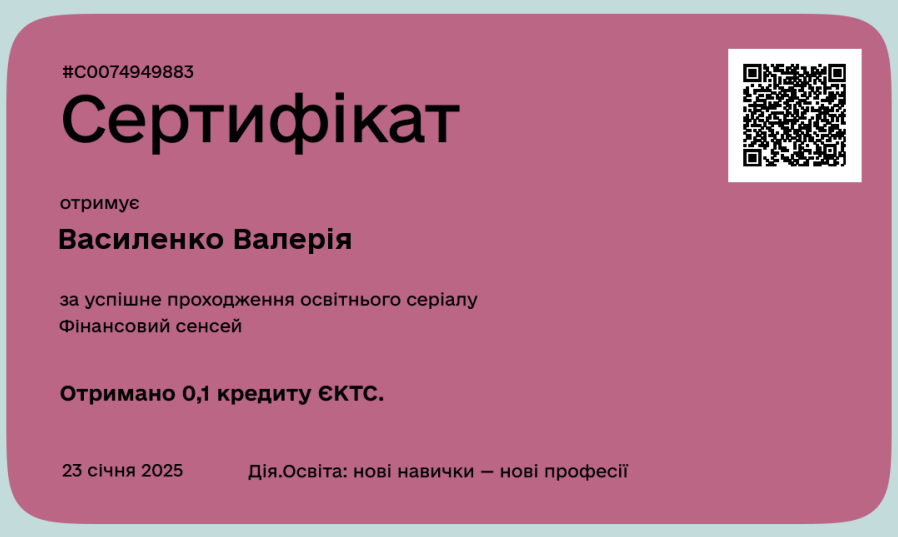 #C0074949883
Сертифікат
отримує
Василенко Валерія
за успішне проходження освітнього серіалу
Фінансовий сенсей
Отримано 0,1 кредиту ЄКТС.
23 січня 2025
Дія.Освіта: нові навички — нові професії